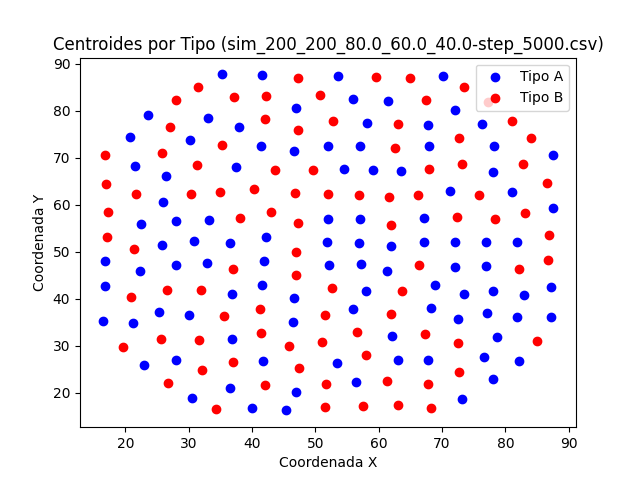 Centroides por Tipo (sim_200_200_80.0_60.0_40.0-step_5000.csv)
Tipo A
Tipo B
90
80
70
60
50
40
30
20
Coordenada Y
20 30 40 50 60 70 80 90
Coordenada X